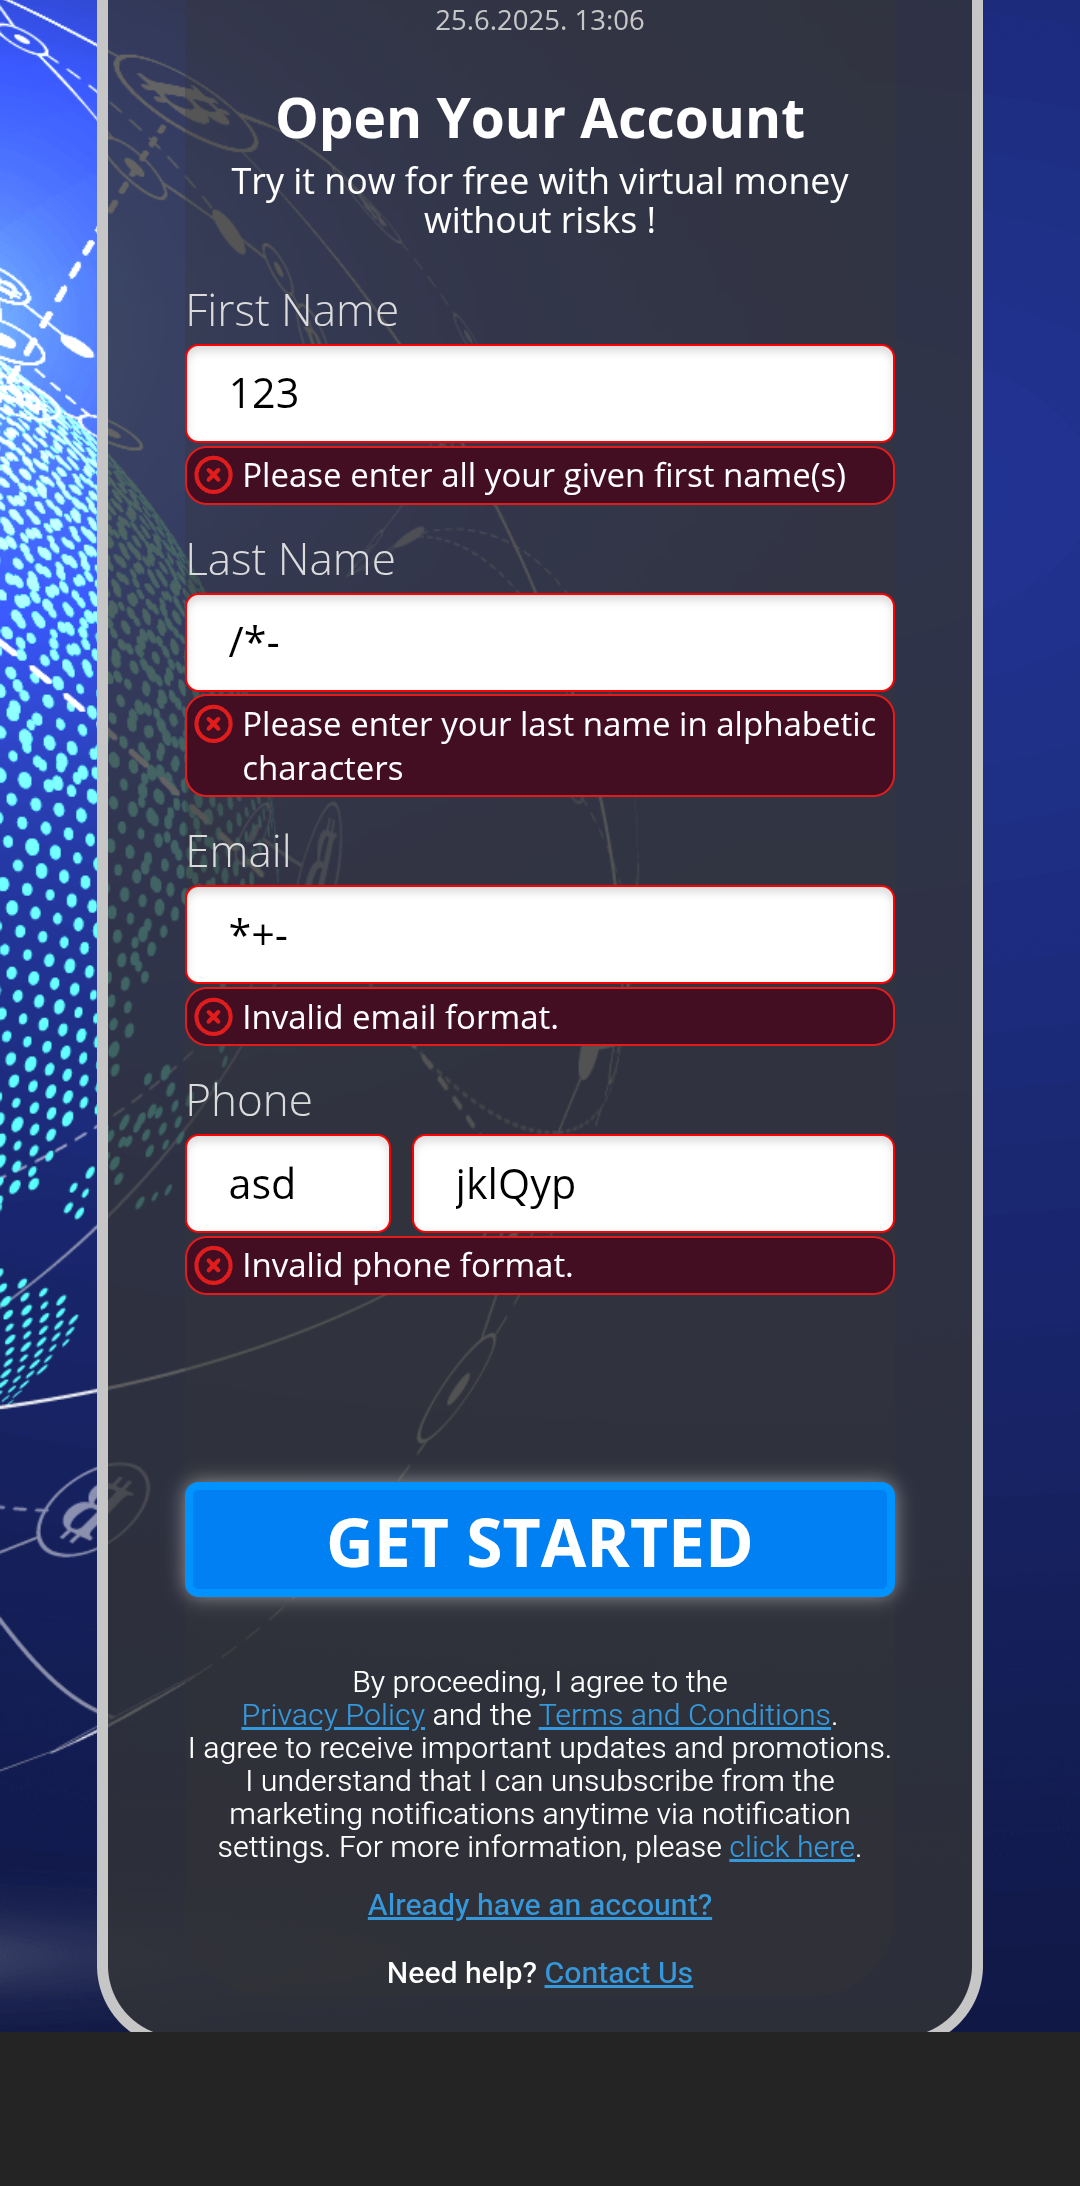 25.6.2025. 13:06
Open Your Account
Try it now for free with virtual money
without risks !
First Name
123
Please enter all your given first name(s)
Last Name
/*-
Please enter your last name in alphabetic
characters
Email
*+-
Invalid email format.
Phone
asd jklQyp
Invalid phone format.
GET STARTED
By proceeding, I agree to the
Privacy Policy and the Terms and Conditions.
I agree to receive important updates and promotions.
I understand that I can unsubscribe from the
marketing notifications anytime via notification
settings. For more information, please click here.
Already have an account?
Need help? Contact Us